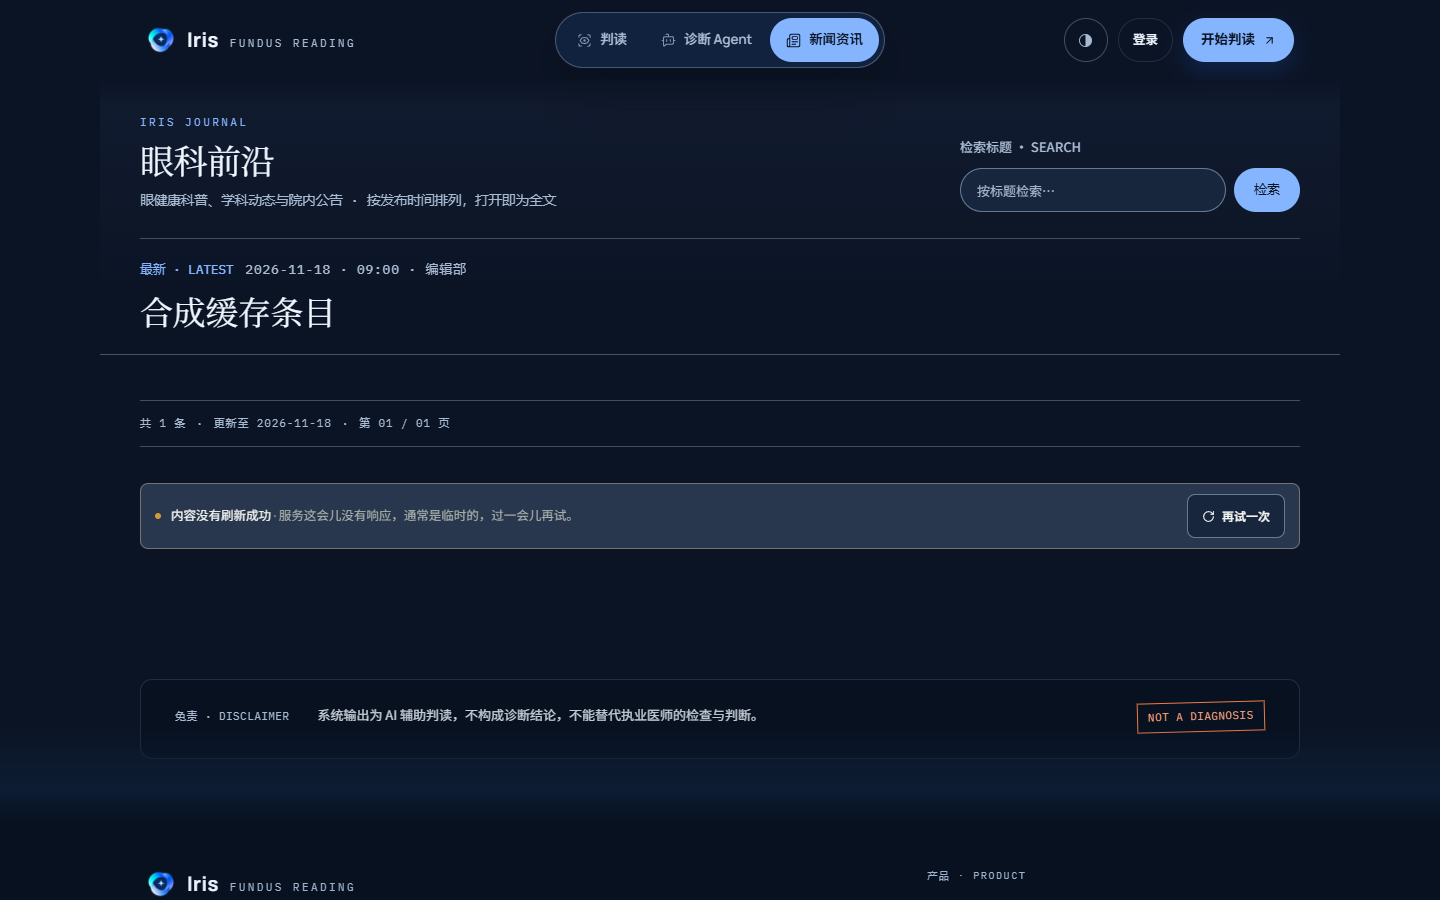 Iris FUNDUS READING
判读
诊断 Agent
新闻资讯
登录
开始判读
IRIS JOURNAL
眼科前沿
眼健康科普、学科动态与院内公告 · 按发布时间排列，打开即为全文
检索标题 • SEARCH
按标题检索…
检索
最新 · LATEST 2026-11-18 · 09:00 · 编辑部
合成缓存条目
共 1 条 · 更新至 2026-11-18 · 第 01 / 01 页
内容没有刷新成功 · 服务这会儿没有响应，通常是临时的，过一会儿再试。
再试一次
免责 · DISCLAIMER
系统输出为 AI 辅助判读，不构成诊断结论，不能替代执业医师的检查与判断。
NOT A DIAGNOSIS
Iris FUNDUS READING
产品 · PRODUCT